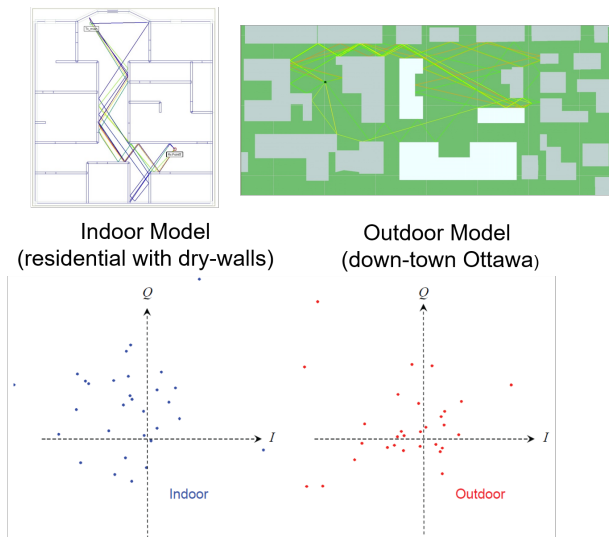 Indoor Model
(residential with dry-walls)
Outdoor Model
(down-town Ottawa)
Q
I
Indoor
Q
I
Outdoor